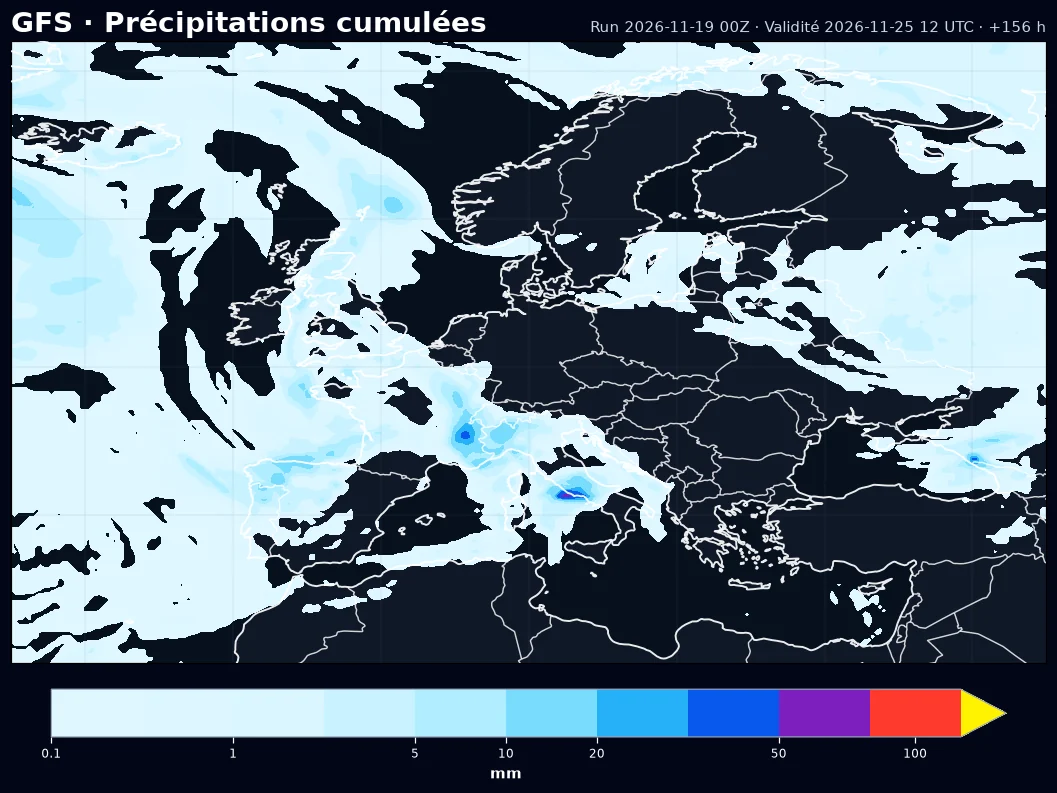 GFS · Précipitations cumulées
Run 2026-11-19 00Z · Validité 2026-11-25 12 UTC · +156 h
0.1 1 5 10 20 50 100
mm